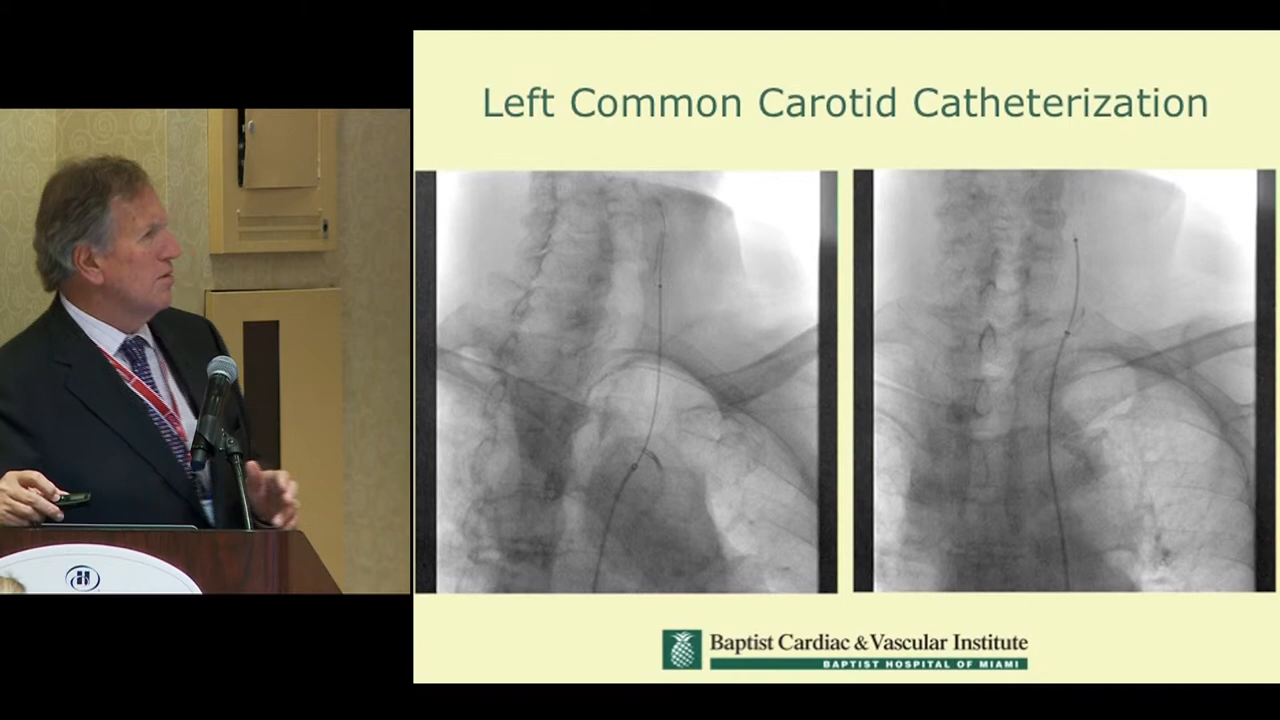 Left Common Carotid Catheterization
Baptist Cardiac & Vascular Institute
BAPTIST HOSPITAL OF MIAMI